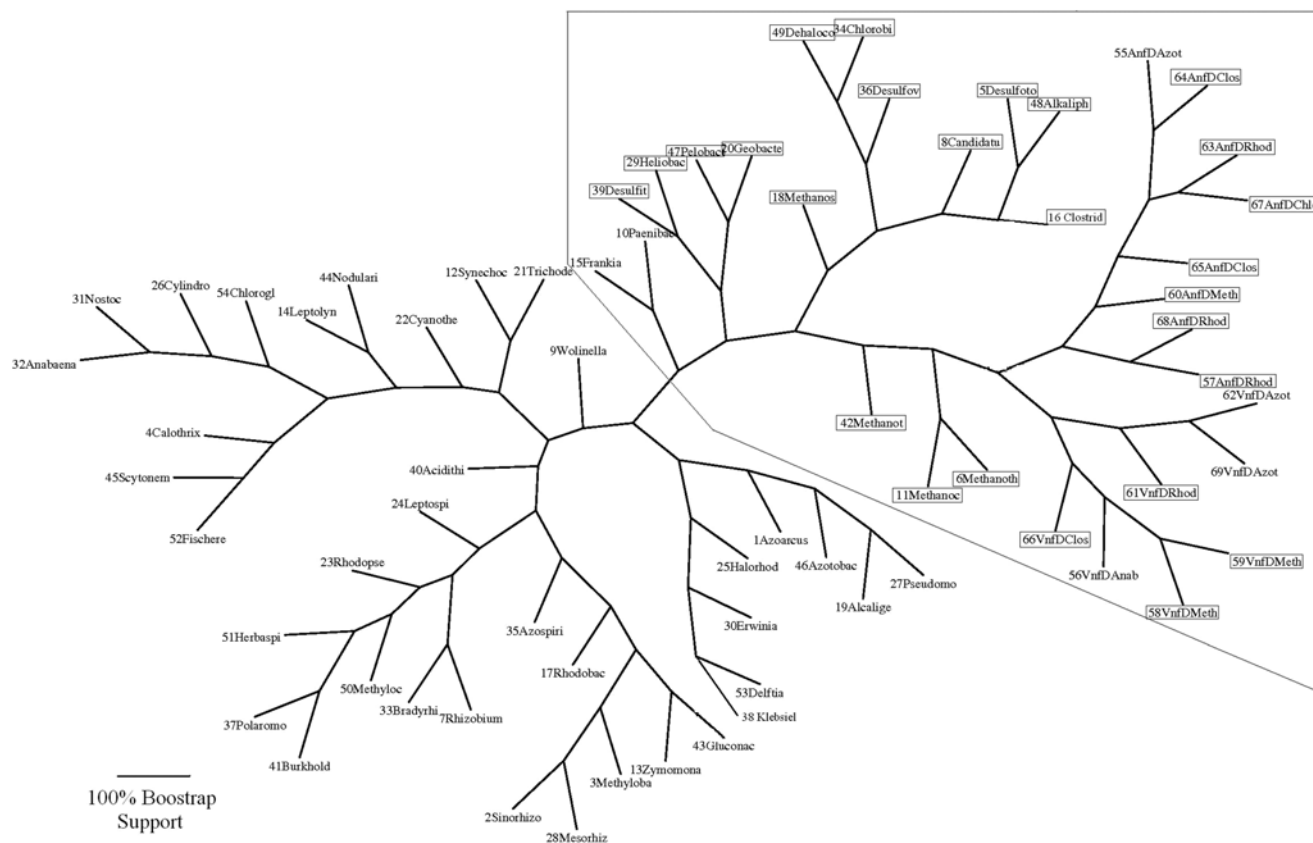 49Dehaloco
34Chlorobi
55AnfDAzot
64AnfDClos
36Desulfov
5Desulfoto
48Alkaliph
8Candidatu
63AnfDRhod
47Pelobact
20Geobacte
29Heliobac
39Desulfit
18Methanos
67AnfDChlo
16 Clostrid
10Paenibac
15Frankia
65AnfDClos
60AnfDMeth
68AnfDRhod
57AnfDRhod
62VnfDAzot
44Nodulari
12Synechoc
21Trichode
26Cylindro
54Chlorogl
31Nostoc
14Leptolyn
22Cyanothe
9Wolinella
32Anabaena
42Methanot
4Calothrix
45Scytonem
40Acidithi
6Methanoth
11Methanoc
69VnfDAzot
61VnfDRhod
24Leptospi
52Fischere
1Azoarcus
66VnfDClos
23Rhodopse
25Halorhod
46Azotobac
56VnfDAnab
59VnfDMeth
27Pseudomo
19Alcalige
58VnfDMeth
35Azospiri
30Erwinia
51Herbaspi
17Rhodobac
50Methyloc
53Delftia
33Bradyrhi
7Rhizobium
38 Klebsiel
37Polaromo
43Gluconac
41Burkhold
13Zymomona
3Methyloba
2Sinorhizo
28Mesorhiz
100% Boostrap
Support